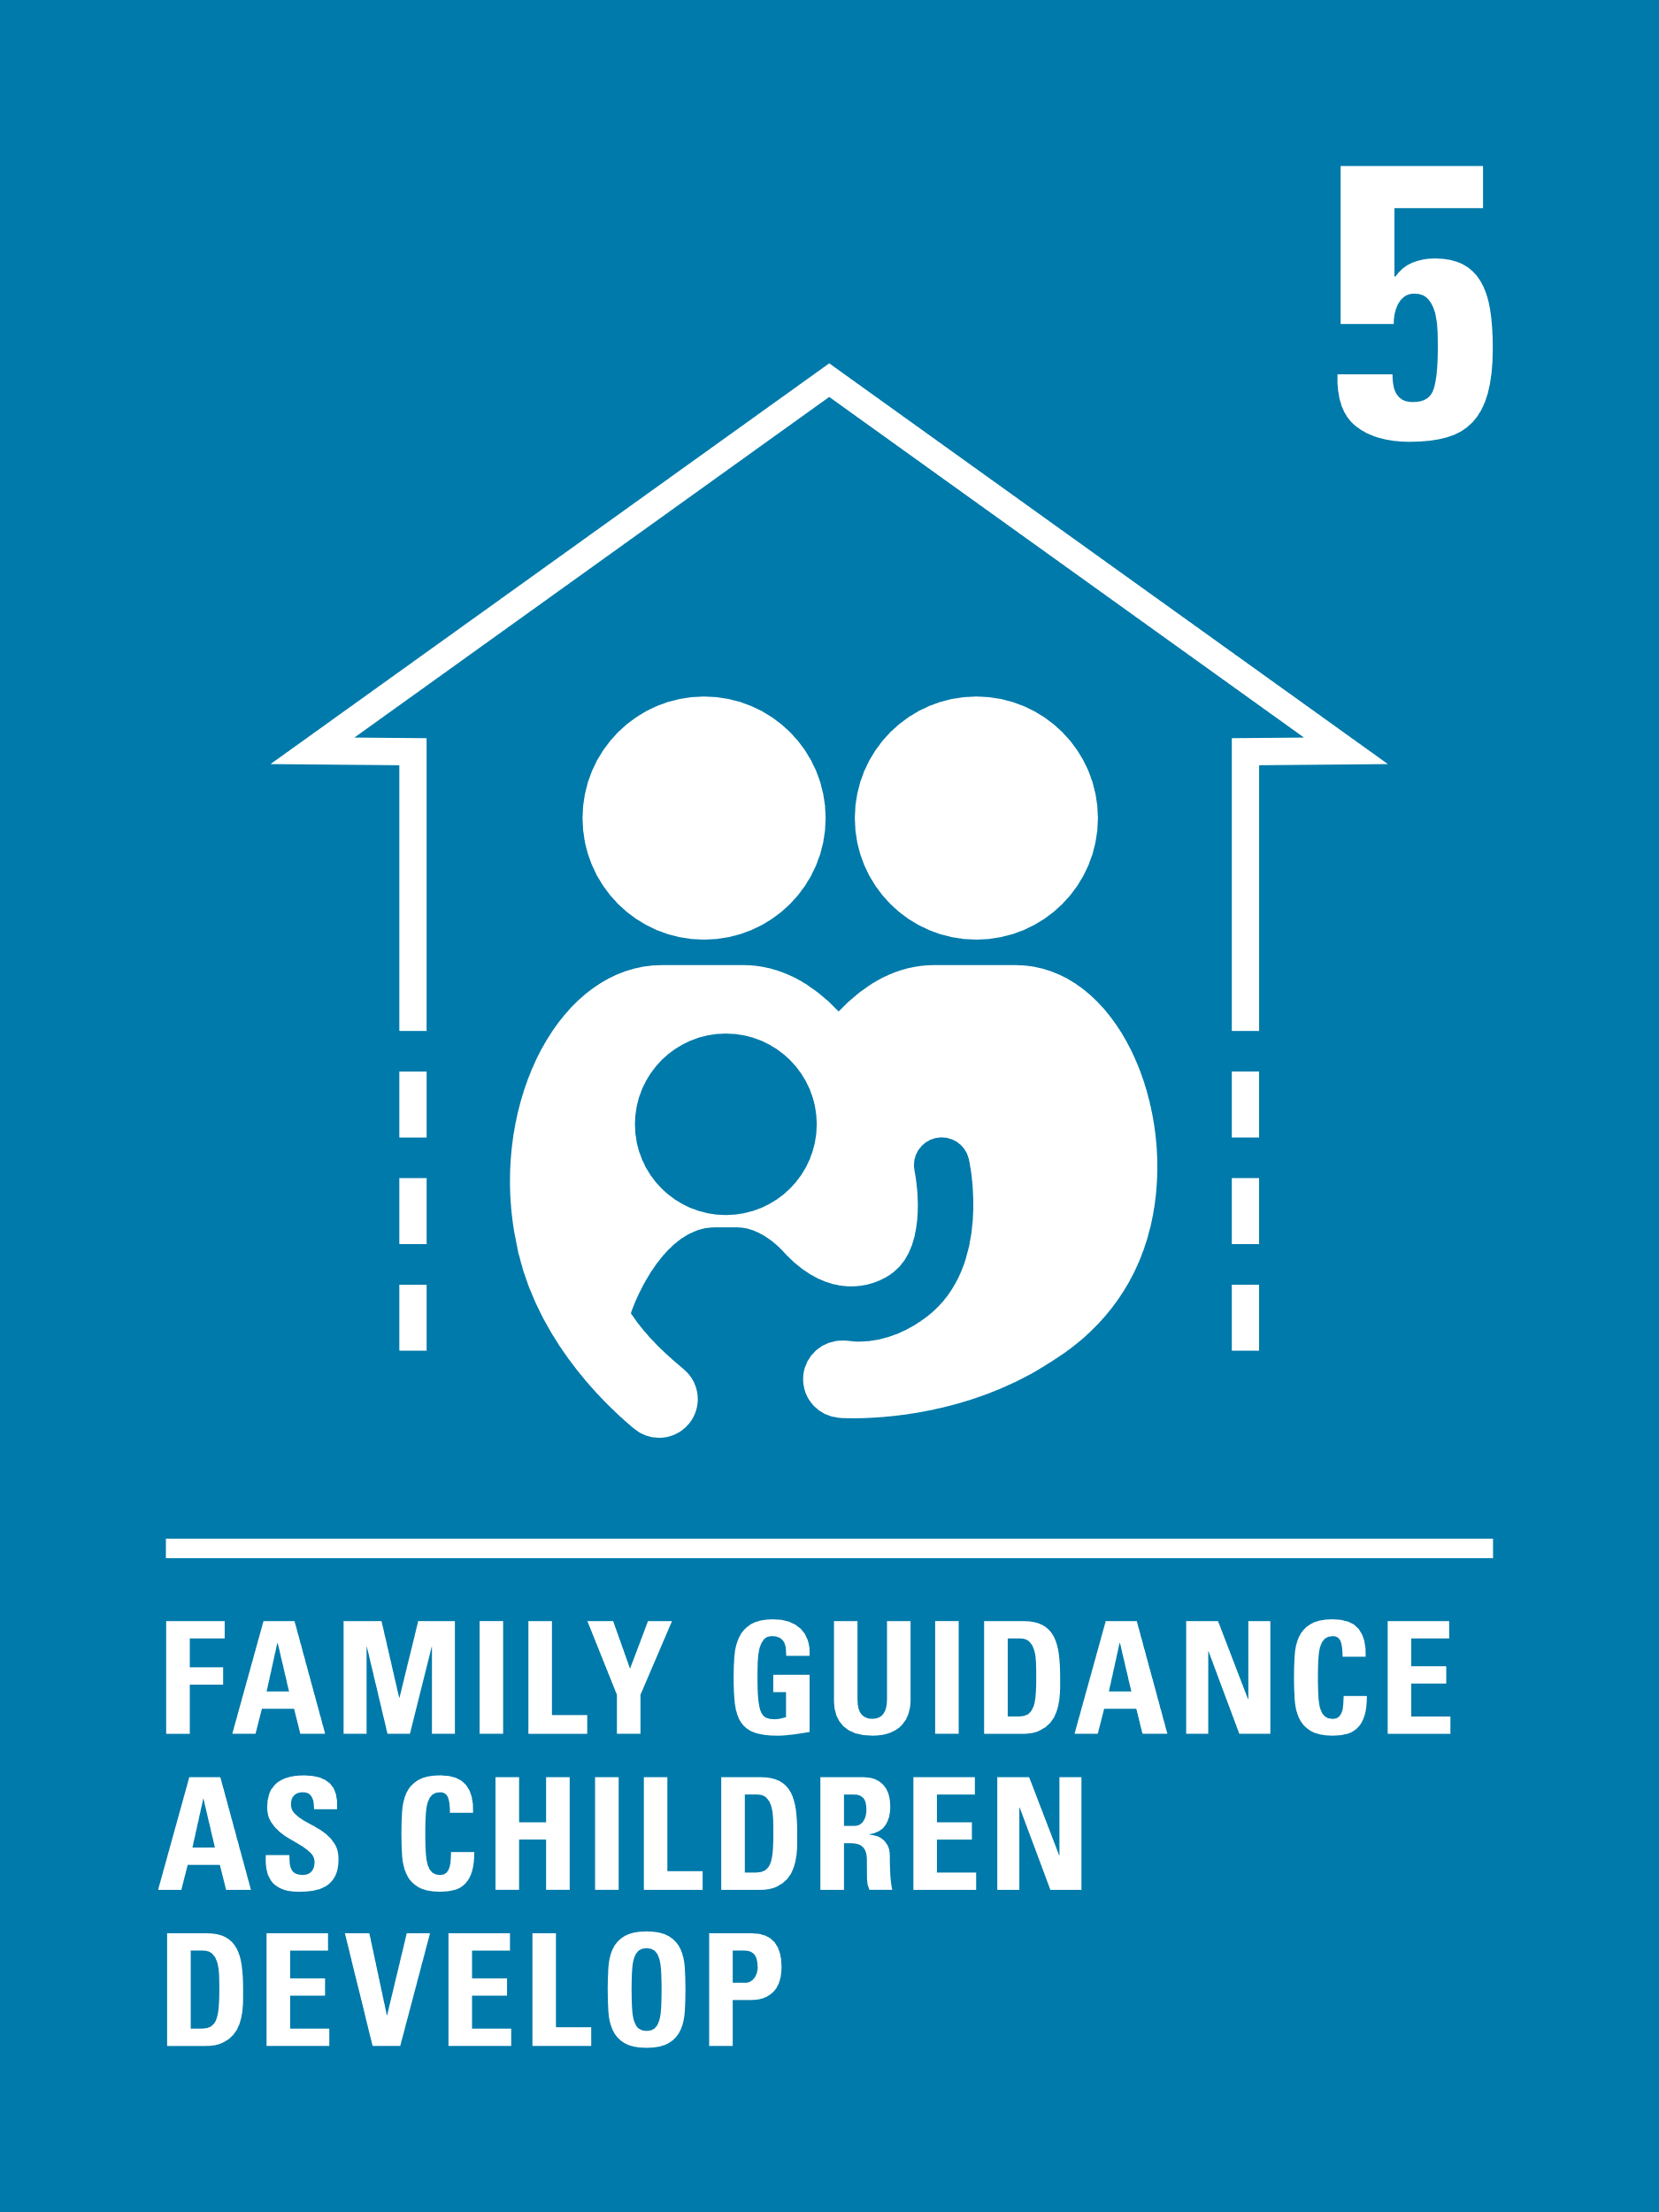 5
FAMILY GUIDANCE
AS CHILDREN
DEVELOP